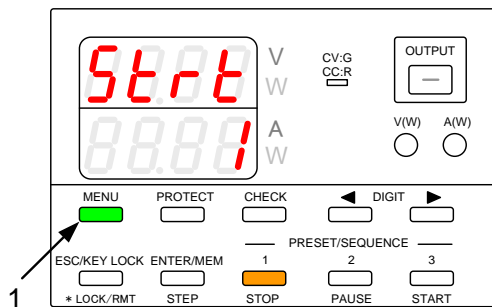 Strt
V
W
CV:G
CC:R
OUTPUT
1
A
W
V(W) A(W)
MENU PROTECT CHECK ◄ DIGIT ►
PRESET/SEQUENCE
ESC/KEY LOCK ENTER/MEM 1 2 3
1
* LOCK/RMT STEP STOP PAUSE START